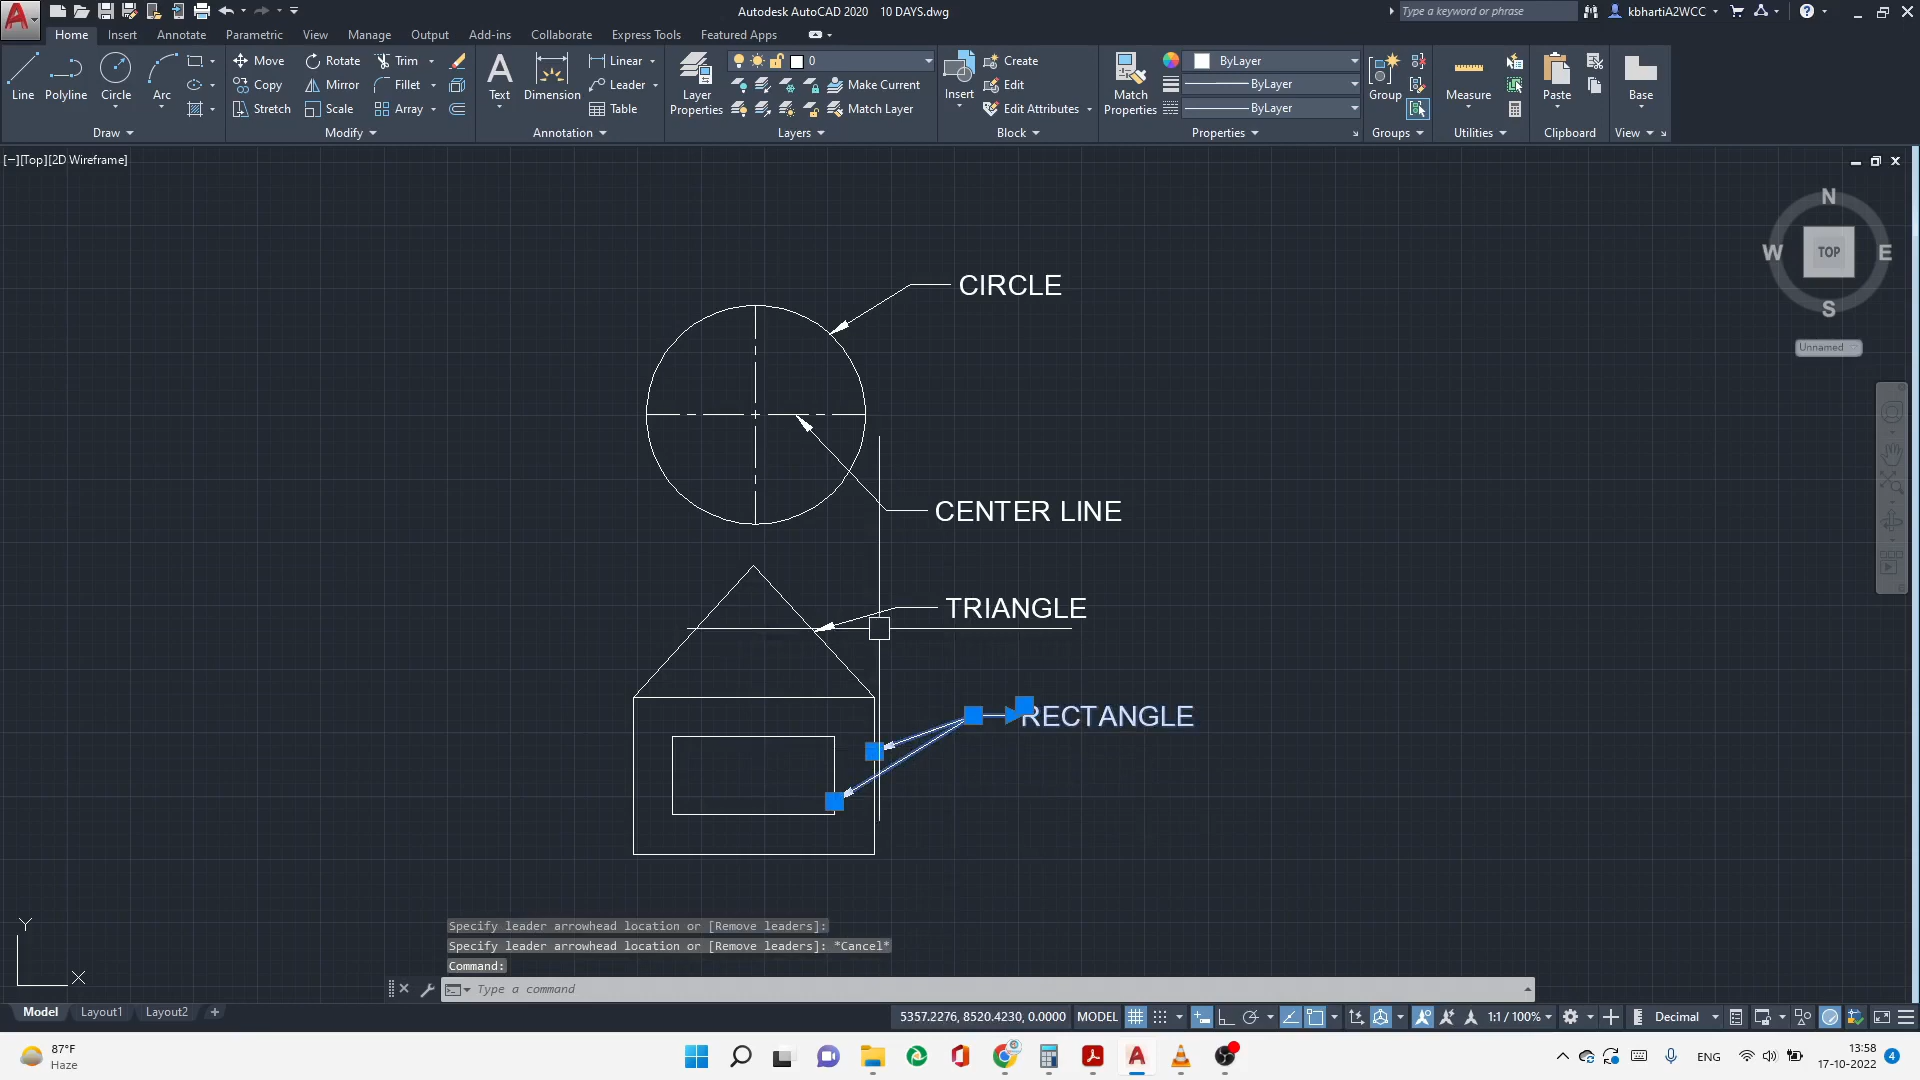 Autodesk AutoCAD 2020 10 DAYS.dwg
Type a keyword or phrase
kbhartiA2WCC
Home Insert Annotate Parametric View Manage Output Add-ins Collaborate Express Tools Featured Apps
Line Polyline Circle Arc
Draw
Move Rotate Trim
Copy Mirror Fillet
Stretch Scale Array
Modify
Text Dimension
Linear
Leader
Table
Annotation
Layer Properties
0
Make Current
Match Layer
Layers
Insert
Create
Edit
Edit Attributes
Block
Match Properties
ByLayer
ByLayer
ByLayer
Properties
Group
Groups
Measure
Utilities
Paste
Clipboard
Base
View
[−][Top][2D Wireframe]
N
W TOP E
S
Unnamed
CIRCLE
CENTER LINE
TRIANGLE
RECTANGLE
Y
X
Specify leader arrowhead location or [Remove leaders]:
Specify leader arrowhead location or [Remove leaders]: *Cancel*
Command:
Type a command
Model Layout1 Layout2 +
5357.2276, 8520.4230, 0.0000 MODEL 1:1 / 100% Decimal
87°F
Haze
ENG
13:58
17-10-2022
4